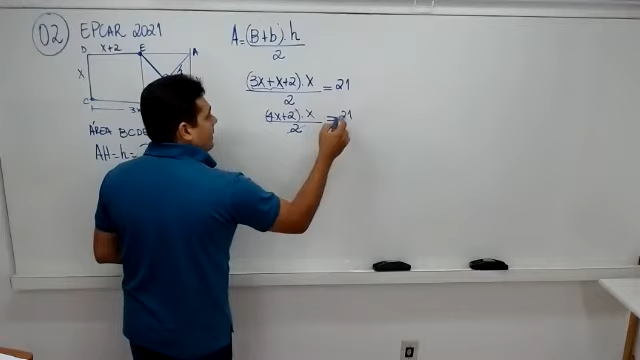 02 EPCAR 2021
D X+2 E A
X
C 3x
ÁREA BCDE
AH=h=
A=(B+b).h
2
(3x+x+2).x = 21
2
(4x+2).x = 21
2